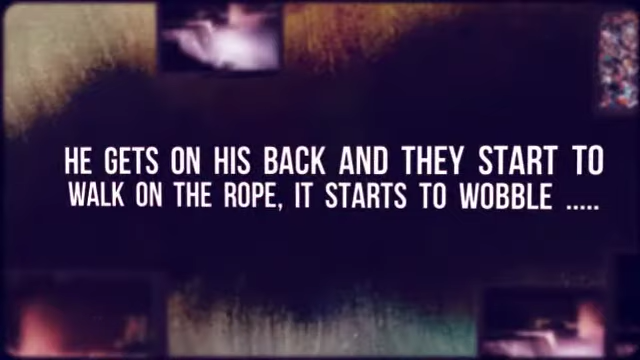 HE GETS ON HIS BACK AND THEY START TO
WALK ON THE ROPE, IT STARTS TO WOBBLE .....